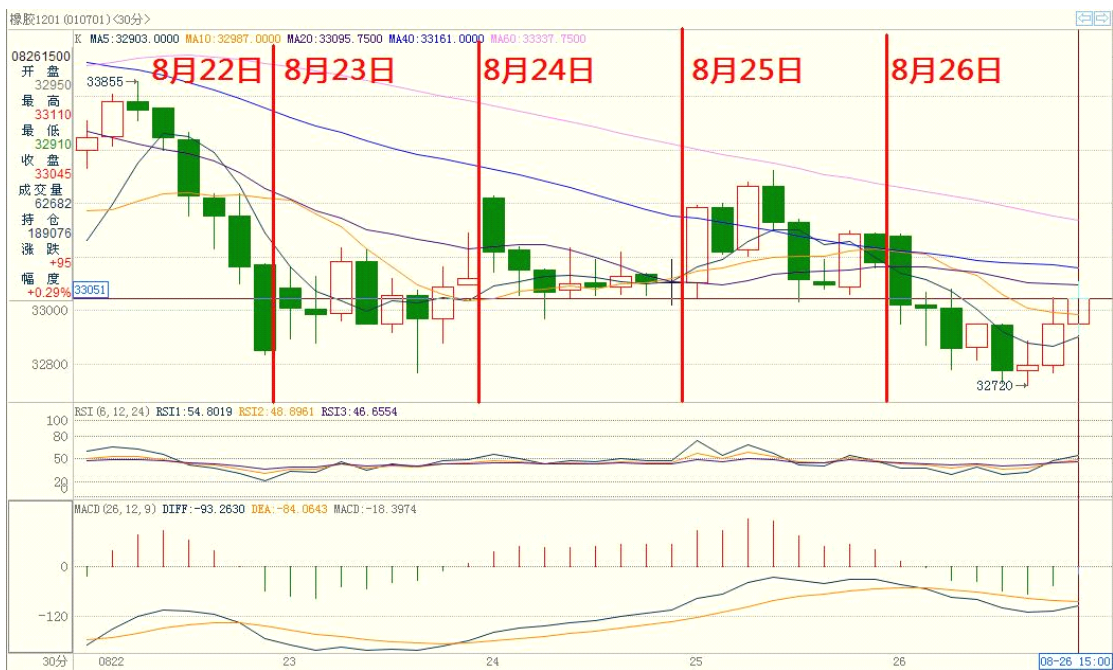 橡胶1201 (010701)<30分>
K MA5:32903.0000 MA10:32987.0000 MA20:33095.7500 MA40:33161.0000 MA60:33337.7500
08261500
开 盘
32950
最 高
33110
最 低
32910
收 盘
33045
成交量
62682
持 仓
189076
涨 跌
+95
幅 度
+0.29%
33855→
8月22日 8月23日 8月24日 8月25日 8月26日
33051
33000
32800
32720→
RSI(6,12,24) RSI1:54.8019 RSI2:48.8961 RSI3:46.6554
100
80
50
20
0
MACD(26,12,9) DIFF:-93.2630 DEA:-84.0643 MACD:-18.3974
0
-120
30分 0822 23 24 25 26 08-26 15:00